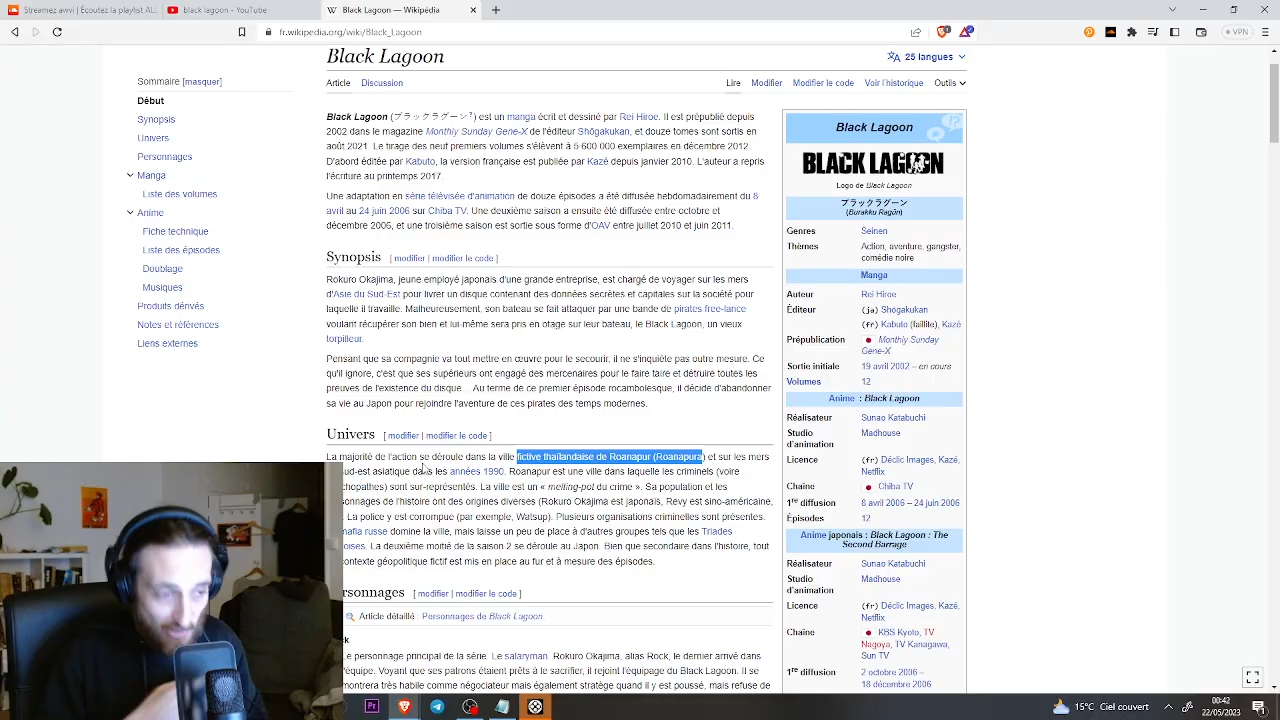 Streamez awich | Écoutez la playlist ALL
black lagoon - YouTube
Black Lagoon — Wikipédia
fr.wikipedia.org/wiki/Black_Lagoon
VPN
Black Lagoon
25 langues
Article Discussion
Lire Modifier Modifier le code Voir l'historique Outils
Sommaire [masquer]
Début
Synopsis
Univers
Personnages
Manga
Liste des volumes
Anime
Fiche technique
Liste des épisodes
Doublage
Musiques
Produits dérivés
Notes et références
Liens externes
Black Lagoon (ブラックラグーン ?) est un manga écrit et dessiné par Rei Hiroe. Il est prépublié depuis
2002 dans le magazine Monthly Sunday Gene-X de l'éditeur Shōgakukan, et douze tomes sont sortis en
août 2021. Le tirage des neuf premiers volumes s'élèvent à 5 600 000 exemplaires en décembre 2012.
D'abord éditée par Kabuto, la version française est publiée par Kazé depuis janvier 2010. L'auteur a repris
l'écriture au printemps 2017.
Une adaptation en série télévisée d'animation de douze épisodes a été diffusée hebdomadairement du 8
avril au 24 juin 2006 sur Chiba TV. Une deuxième saison a ensuite été diffusée entre octobre et
décembre 2006, et une troisième saison est sortie sous forme d'OAV entre juillet 2010 et juin 2011.
Synopsis [ modifier | modifier le code ]
Rokuro Okajima, jeune employé japonais d'une grande entreprise, est chargé de voyager sur les mers
d'Asie du Sud-Est pour livrer un disque contenant des données secrètes et capitales sur la société pour
laquelle il travaille. Malheureusement, son bateau se fait attaquer par une bande de pirates free-lance
voulant récupérer son bien et lui-même sera pris en otage sur leur bateau, le Black Lagoon, un vieux
torpilleur.
Pensant que sa compagnie va tout mettre en œuvre pour le secourir, il ne s'inquiète pas outre mesure. Ce
qu'il ignore, c'est que ses supérieurs ont engagé des mercenaires pour le faire taire et détruire toutes les
preuves de l'existence du disque... Au terme de ce premier épisode rocambolesque, il décide d'abandonner
sa vie au Japon pour rejoindre l'aventure de ces pirates des temps modernes.
Univers [ modifier | modifier le code ]
La majorité de l'action se déroule dans la ville fictive thaïlandaise de Roanapur (Roanapura) et sur les mers
sud-est asiatique dans les années 1990. Roanapur est une ville dans laquelle les criminels (voire
chopathes) sont sur-représentés. La ville est un « melting-pot du crime ». Sa population et les
sonnages de l'histoire ont des origines diverses (Rokuro Okajima est japonais, Revy est sino-américaine,
La police y est corrompue (par exemple, Watsup). Plusieurs organisations criminelles sont présentes.
mafia russe domine la ville, mais laisse un peu de place à d'autres groupes tels que les Triades
oises. La deuxième moitié de la saison 2 se déroule au Japon. Bien que secondaire dans l'histoire, tout
contexte géopolitique fictif est mis en place au fur et à mesure des épisodes.
sonnages [ modifier | modifier le code ]
Article détaillé : Personnages de Black Lagoon.
k
e personnage principal de la série. Le salaryman. Rokuro Okajima, alias Rock, le dernier arrivé dans
'équipe. Voyant que ses patrons étaient prêts à le sacrifier, il rejoint l'équipage du Black Lagoon. Il se
montrera très habile comme négociateur mais également stratège quand il y est poussé, mais refuse de
Black Lagoon
BLACK LAGOON
Logo de Black Lagoon
ブラックラグーン
(Burakku Ragūn)
Genres Seinen
Thèmes Action, aventure, gangster,
comédie noire
Manga
Auteur Rei Hiroe
Éditeur (ja) Shōgakukan
(fr) Kabuto (faillite), Kazé
Prépublication Monthly Sunday
Gene-X
Sortie initiale 19 avril 2002 – en cours
Volumes 12
Anime : Black Lagoon
Réalisateur Sunao Katabuchi
Studio Madhouse
d'animation
Licence (fr) Déclic Images, Kazé,
Netflix
Chaîne Chiba TV
1re diffusion 8 avril 2006 – 24 juin 2006
Épisodes 12
Anime japonais : Black Lagoon : The
Second Barrage
Réalisateur Sunao Katabuchi
Studio Madhouse
d'animation
Licence (fr) Déclic Images, Kazé,
Netflix
Chaîne KBS Kyoto, TV
Nagoya, TV Kanagawa,
Sun TV
1re diffusion 2 octobre 2006 –
18 décembre 2006
Pr
15°C
00:42
22/05/2023